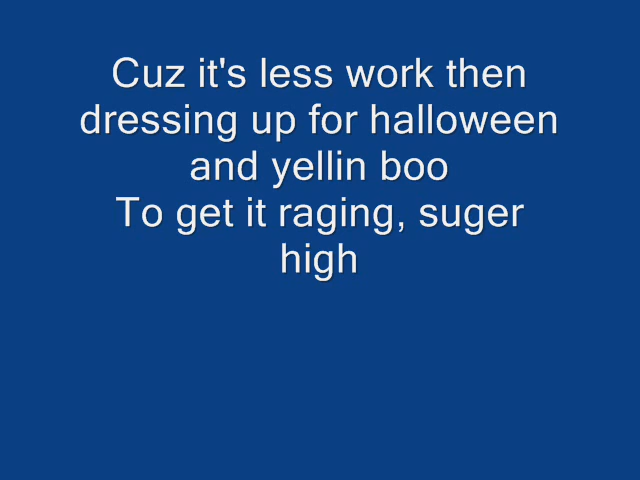 Cuz it's less work then
dressing up for halloween
and yellin boo
To get it raging, suger
high